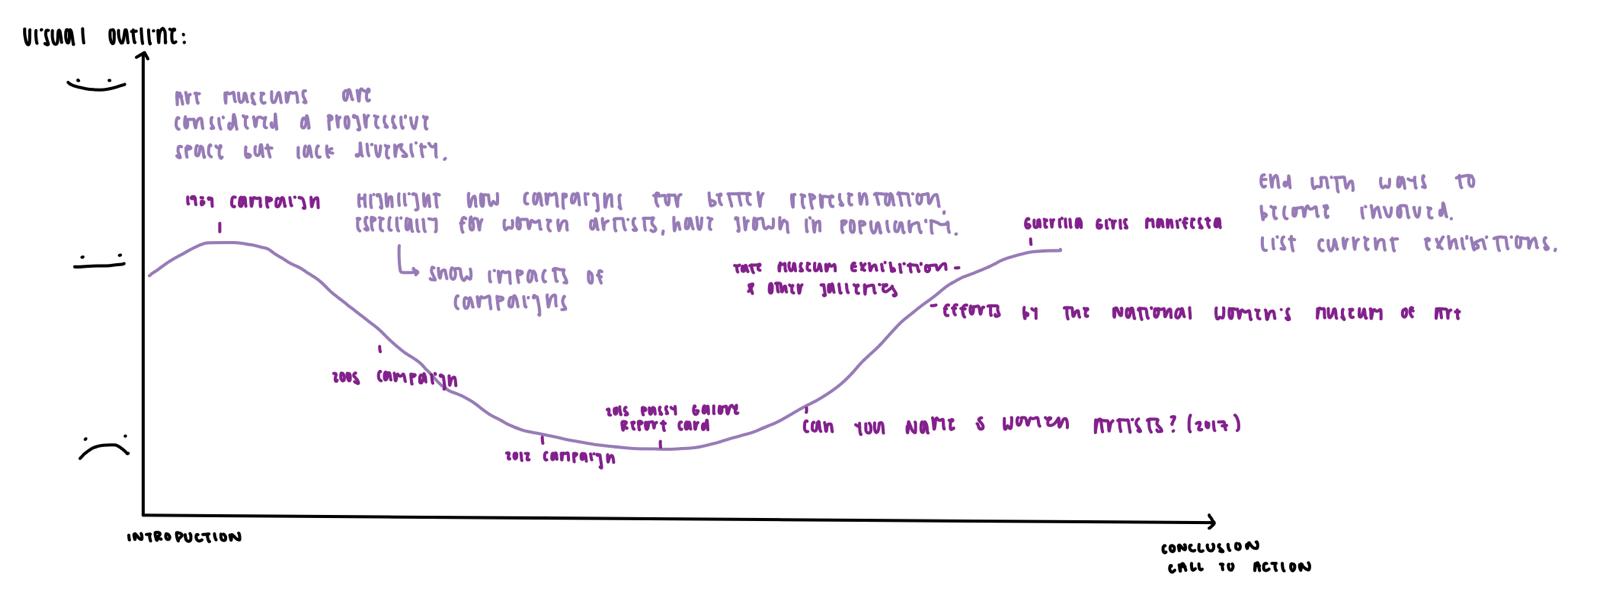 Visual Outline:
Art museums are
considered a progressive
space but lack diversity.
1989 campaign
Highlight how campaigns for better representation,
especially for women artists, have grown in popularity.
show impacts of
campaigns
2005 campaign
2012 campaign
2015 Pussy Galore
Report Card
Can you name 5 women artists? (2017)
Efforts by the National Women's Museum of Art
Tate Museum Exhibition
& other galleries
Guerrilla Girls Manifesta
End with ways to
become involved.
List current exhibitions.
INTRODUCTION
CONCLUSION
CALL TO ACTION